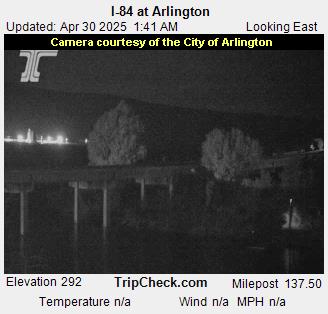 I-84 at Arlington
Updated: Apr 30 2025 1:41 AM Looking East
Camera courtesy of the City of Arlington
Elevation 292 TripCheck.com Milepost 137.50
Temperature n/a Wind n/a MPH n/a